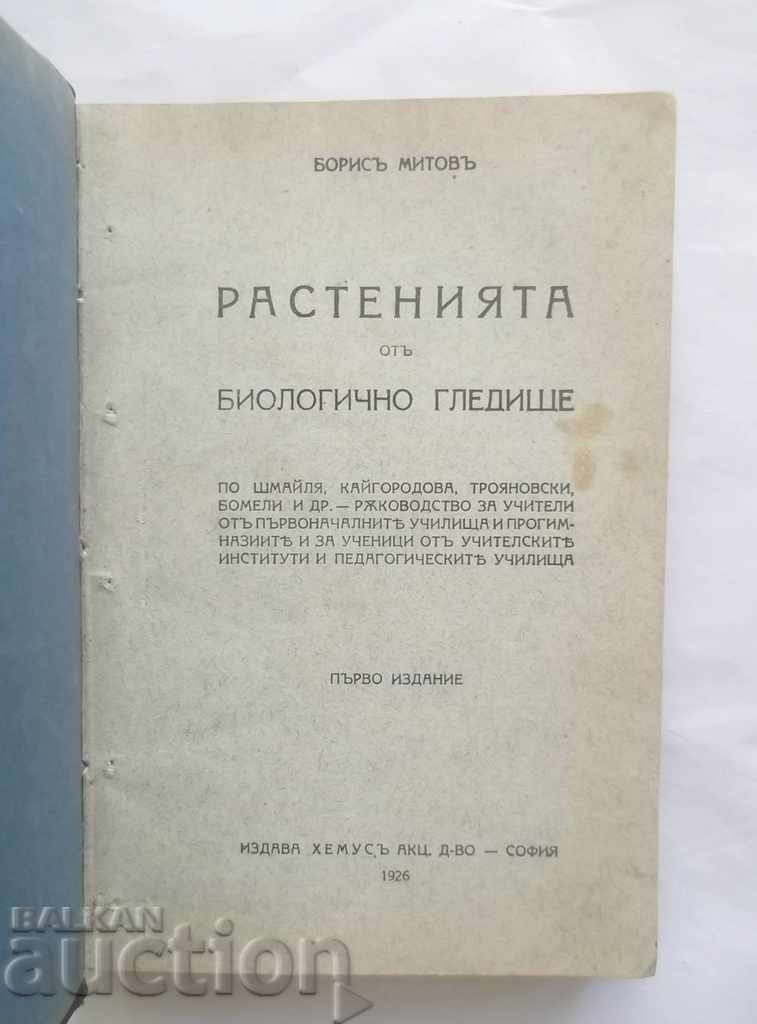 БОРИСЪ МИТОВЪ
РАСТЕНИЯТА
ОТЪ
БИОЛОГИЧНО ГЛЕДИЩЕ
ПО ШМАЙЛЯ, КАЙГОРОДОВА, ТРОЯНОВСКИ,
БОМЕЛИ И ДР. — РѪКОВОДСТВО ЗА УЧИТЕЛИ
ОТЪ ПЪРВОНАЧАЛНИТѢ УЧИЛИЩА И ПРОГИМ-
НАЗИИТѢ И ЗА УЧЕНИЦИ ОТЪ УЧИТЕЛСКИТѢ
ИНСТИТУТИ И ПЕДАГОГИЧЕСКИТѢ УЧИЛИЩА
ПЪРВО ИЗДАНИЕ
ИЗДАВА ХЕМУСЪ АКЦ. Д-ВО — СОФИЯ
1926
BALKAN
auction